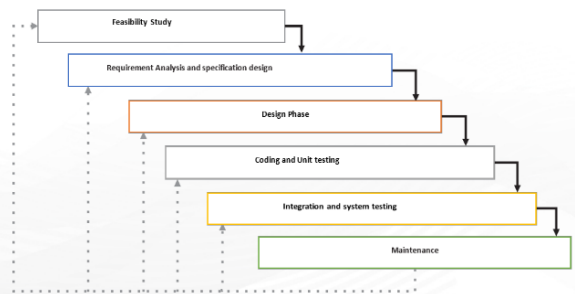 Feasibility Study
Requirement Analysis and specification design
Design Phase
Coding and Unit testing
Integration and system testing
Maintenance